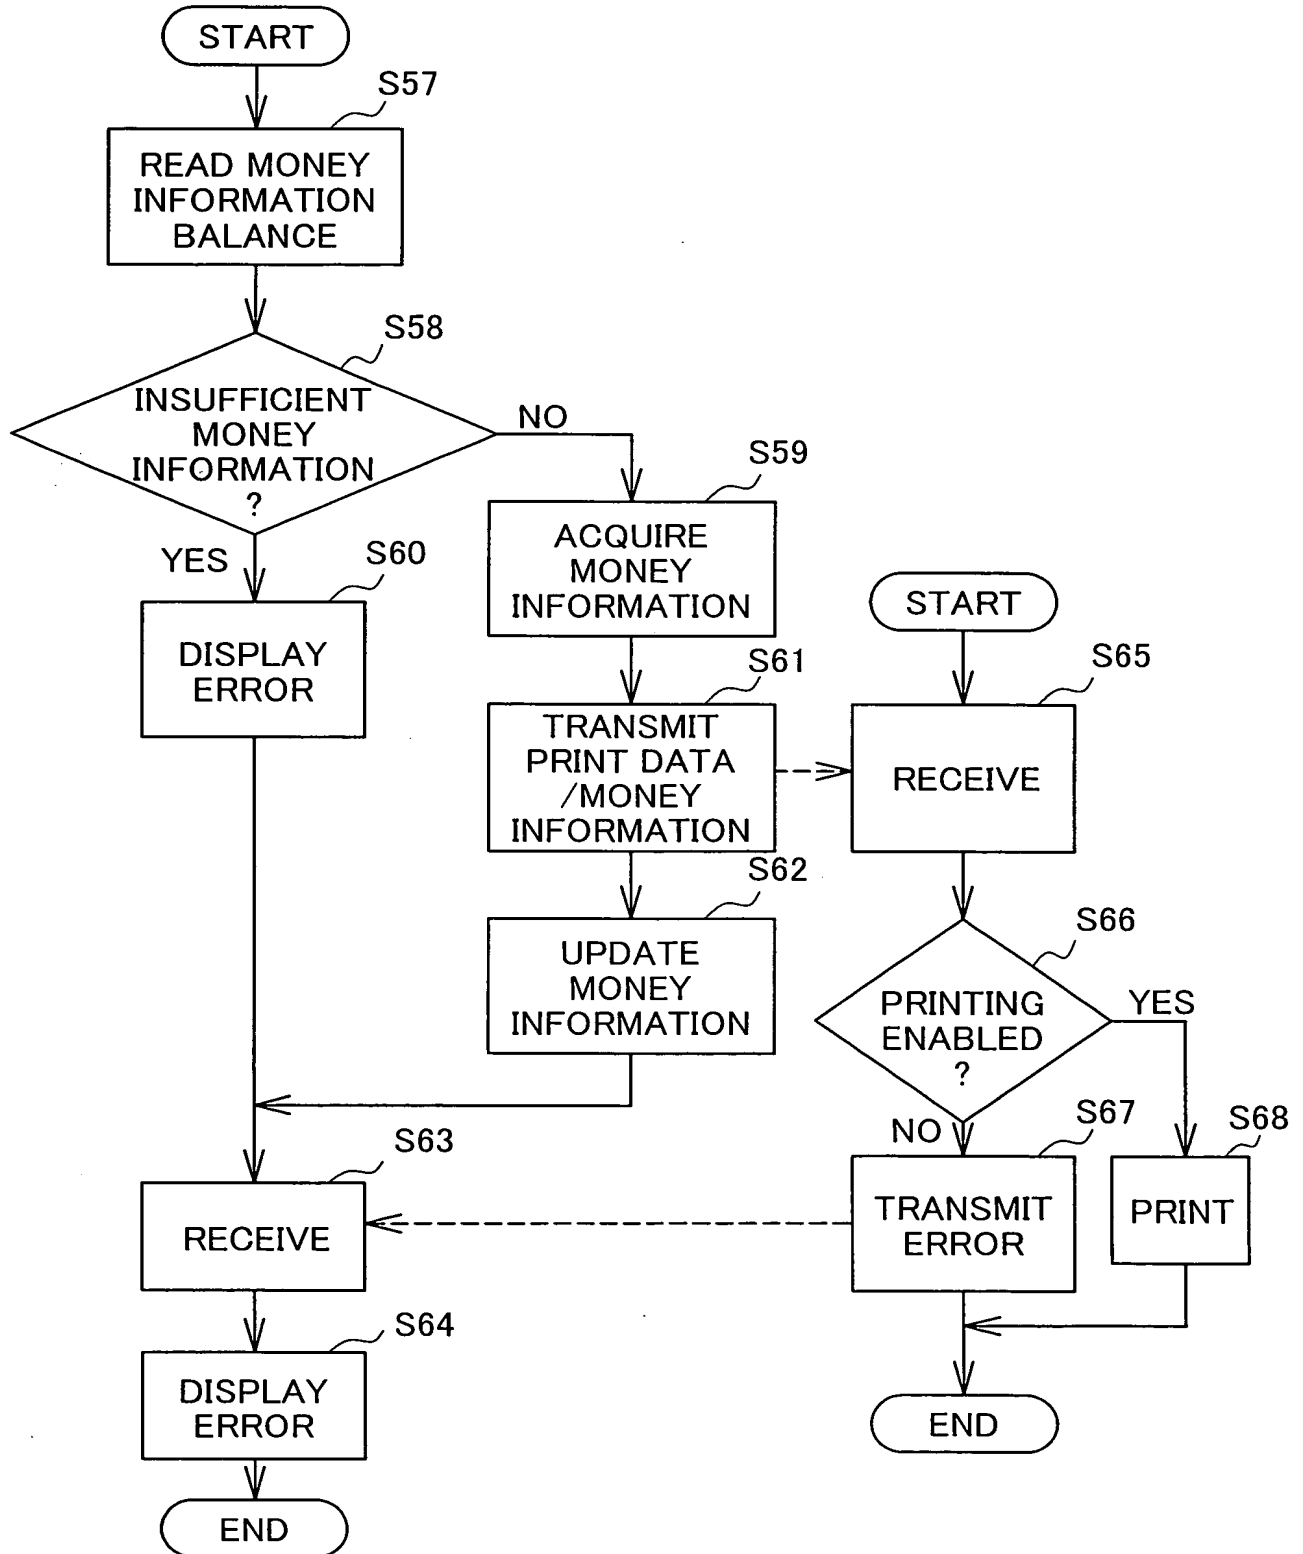 START
S57
READ MONEY
INFORMATION
BALANCE
S58
INSUFFICIENT
MONEY
INFORMATION
?
NO
YES
S59
ACQUIRE
MONEY
INFORMATION
S60
DISPLAY
ERROR
S61
TRANSMIT
PRINT DATA
/MONEY
INFORMATION
S62
UPDATE
MONEY
INFORMATION
S63
RECEIVE
S64
DISPLAY
ERROR
END
START
S65
RECEIVE
S66
PRINTING
ENABLED
?
YES
NO
S67
TRANSMIT
ERROR
S68
PRINT
END